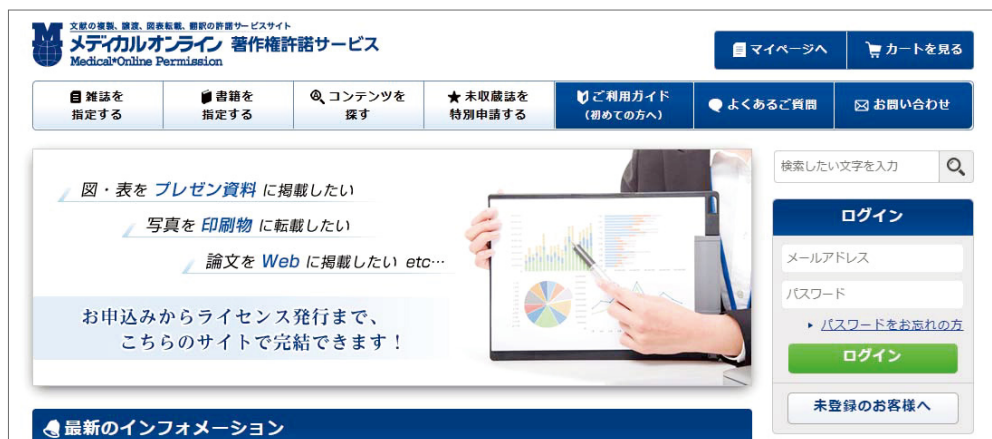 文献の複製、譲渡、図表転載、翻訳の許諾サービスサイト
メディカルオンライン 著作権許諾サービス
Medical*Online Permission
マイページへ
カートを見る
雑誌を
指定する
書籍を
指定する
コンテンツを
探す
未収蔵誌を
特別申請する
ご利用ガイド
(初めての方へ)
よくあるご質問
お問い合わせ
図・表を プレゼン資料 に掲載したい
写真を 印刷物 に転載したい
論文を Web に掲載したい etc…
お申込みからライセンス発行まで、
こちらのサイトで完結できます！
検索したい文字を入力
ログイン
メールアドレス
パスワード
パスワードをお忘れの方
ログイン
未登録のお客様へ
最新のインフォメーション